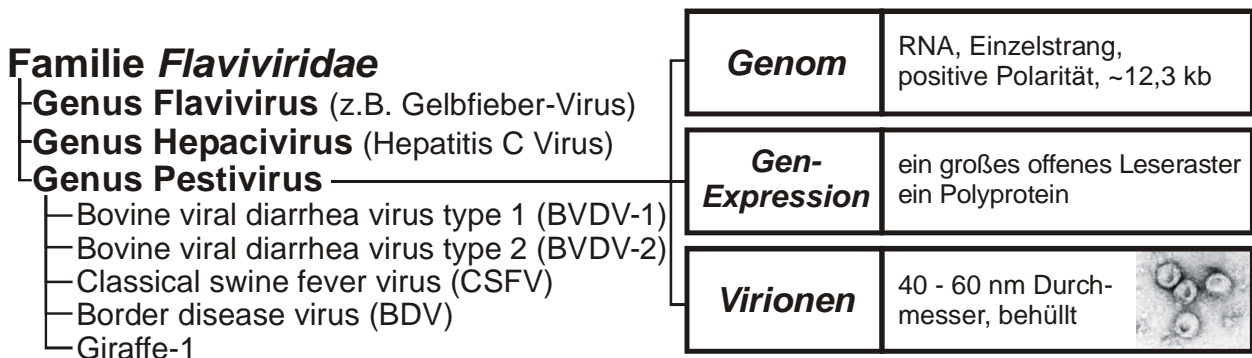 Familie Flaviviridae
Genus Flavivirus (z.B. Gelbfieber-Virus)
Genus Hepacivirus (Hepatitis C Virus)
Genus Pestivirus
Bovine viral diarrhea virus type 1 (BVDV-1)
Bovine viral diarrhea virus type 2 (BVDV-2)
Classical swine fever virus (CSFV)
Border disease virus (BDV)
Giraffe-1
Genom
RNA, Einzelstrang,
positive Polarität, ~12,3 kb
Gen-
Expression
ein großes offenes Leseraster
ein Polyprotein
Virionen
40 - 60 nm Durch-
messer, behüllt